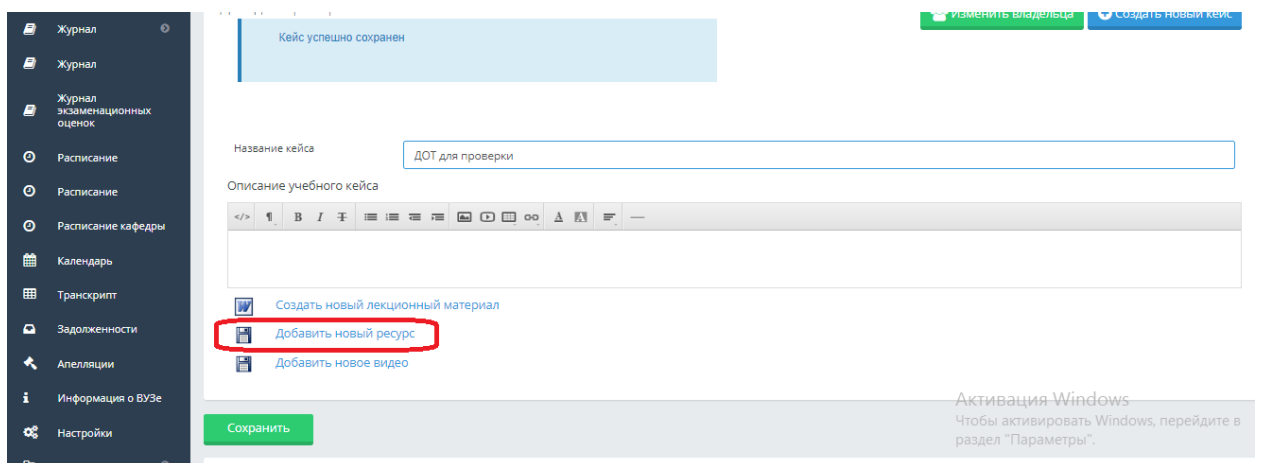 Изменить владельца
Создать новый кейс
Журнал
Кейс успешно сохранен
Журнал
Журнал
экзаменационных
оценок
Расписание
Название кейса
ДОТ для проверки
Расписание
Описание учебного кейса
Расписание кафедры
Календарь
Транскрипт
Создать новый лекционный материал
Задолженности
Добавить новый ресурс
Апелляции
Добавить новое видео
Информация о ВУЗе
Настройки
Сохранить
Активация Windows
Чтобы активировать Windows, перейдите в
раздел "Параметры".